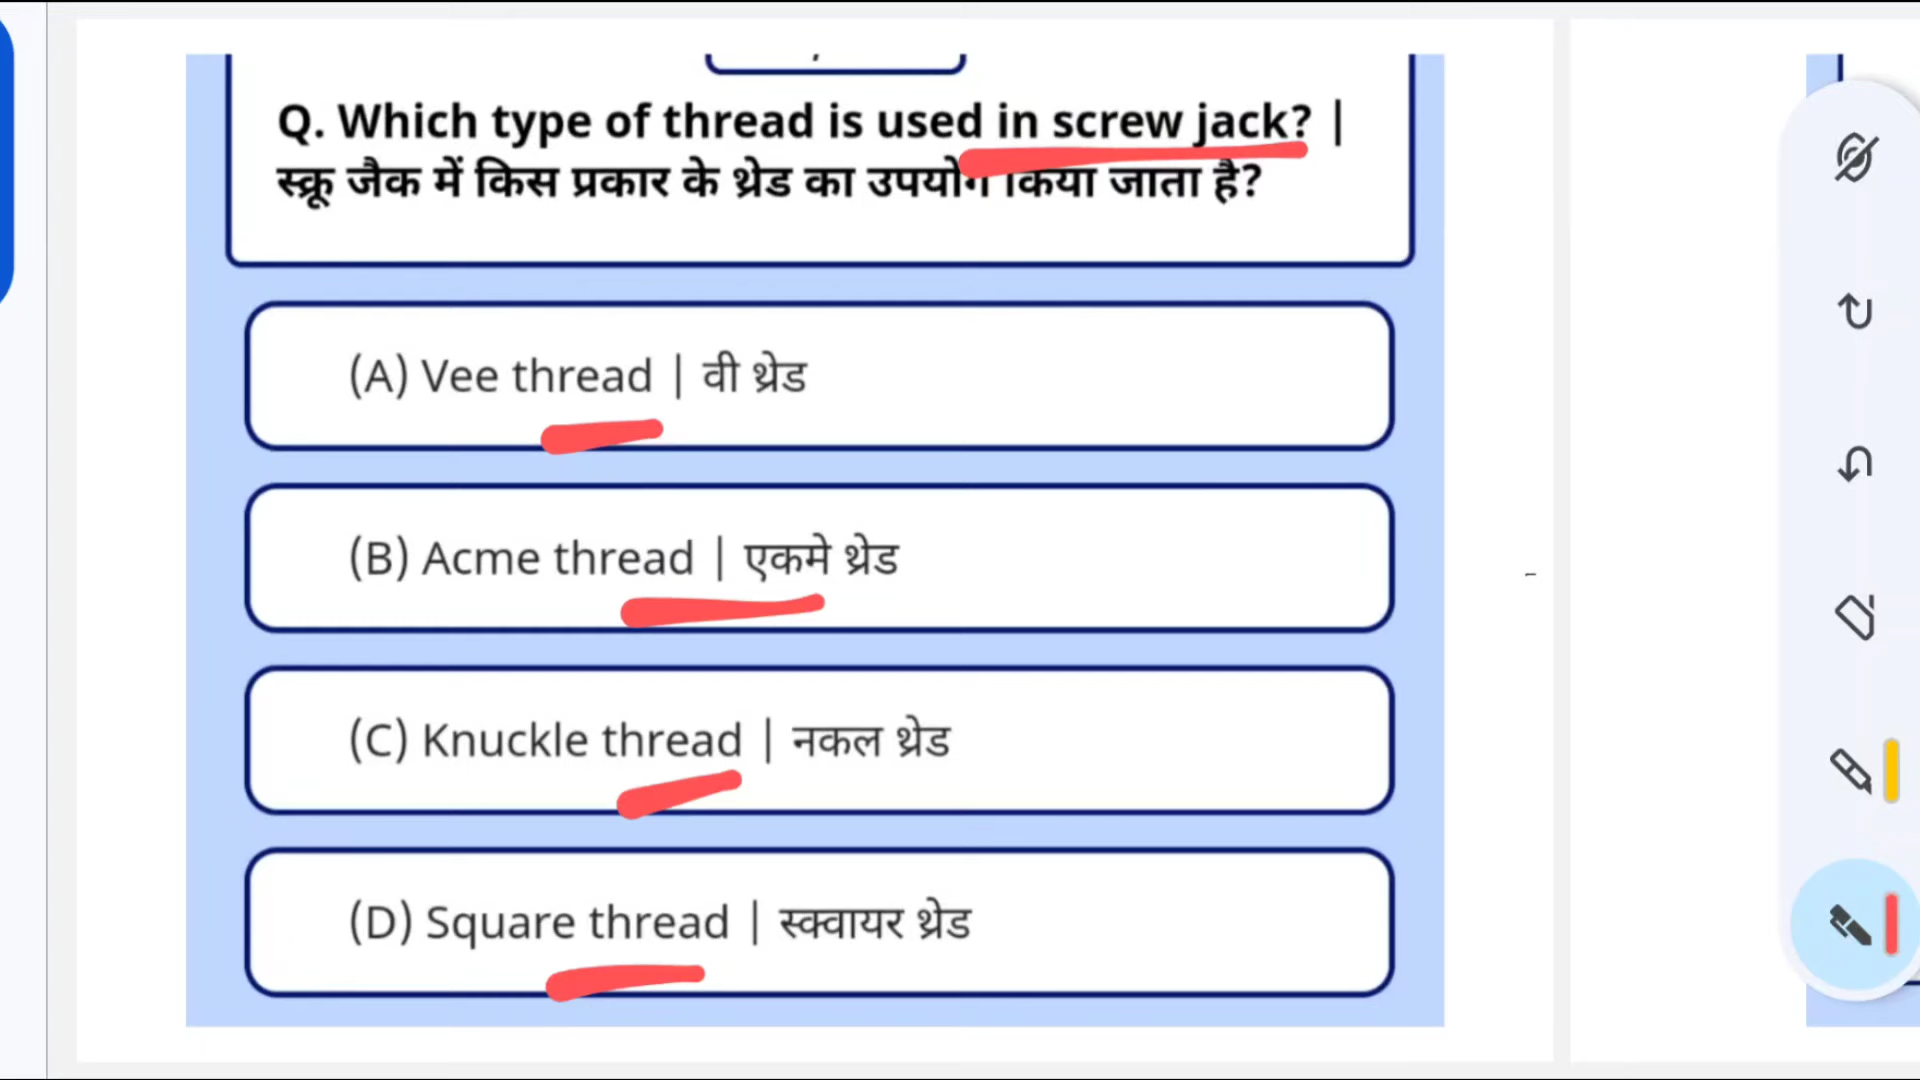 Q. Which type of thread is used in screw jack? |
स्क्रू जैक में किस प्रकार के थ्रेड का उपयोग किया जाता है?
(A) Vee thread | वी थ्रेड
(B) Acme thread | एकमे थ्रेड
(C) Knuckle thread | नकल थ्रेड
(D) Square thread | स्क्वायर थ्रेड